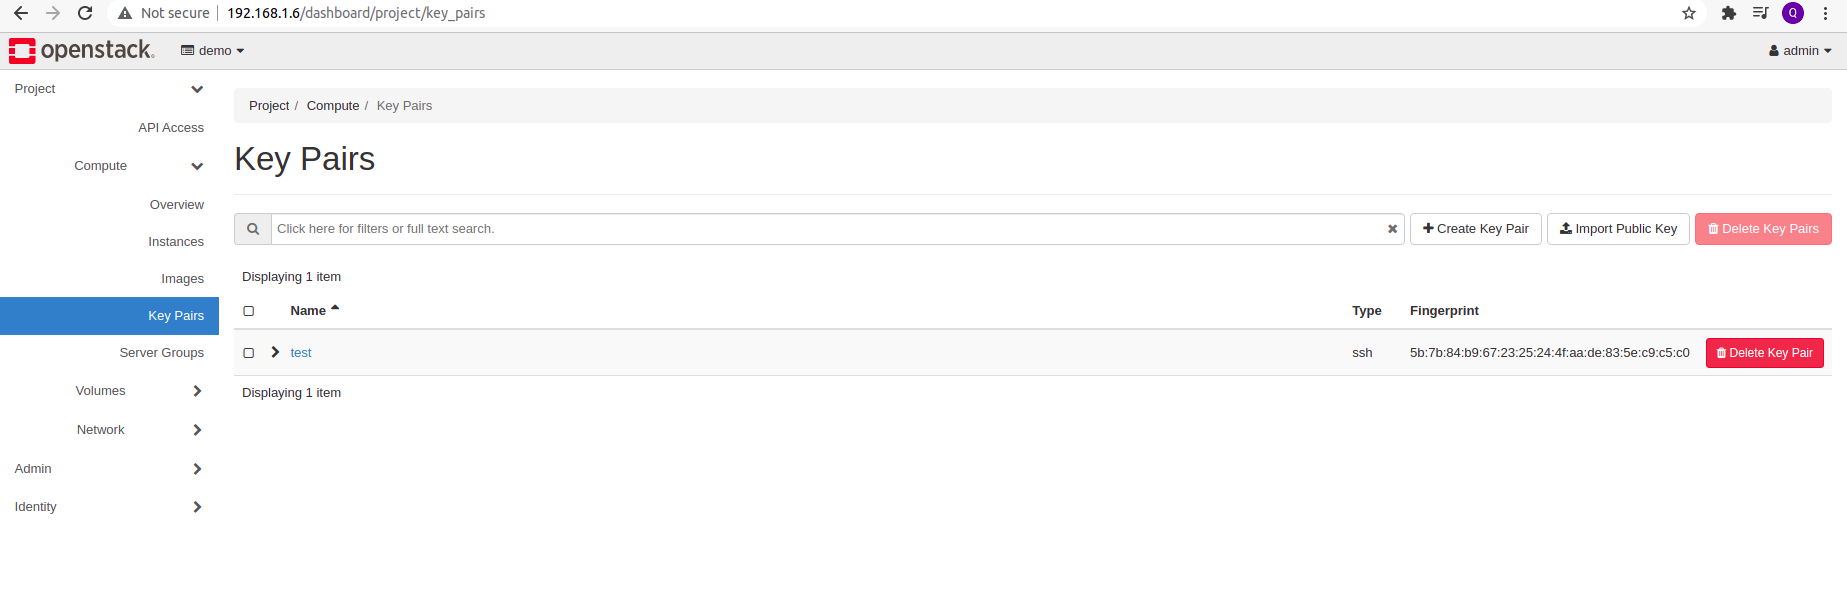 Not secure 192.168.1.6/dashboard/project/key_pairs Q
openstack. demo admin
Project
API Access
Compute
Overview
Instances
Images
Key Pairs
Server Groups
Volumes
Network
Admin
Identity
Project / Compute / Key Pairs
Key Pairs
Click here for filters or full text search. Create Key Pair Import Public Key Delete Key Pairs
Displaying 1 item
Name Type Fingerprint
test ssh 5b:7b:84:b9:67:23:25:24:4f:aa:de:83:5e:c9:c5:c0 Delete Key Pair
Displaying 1 item